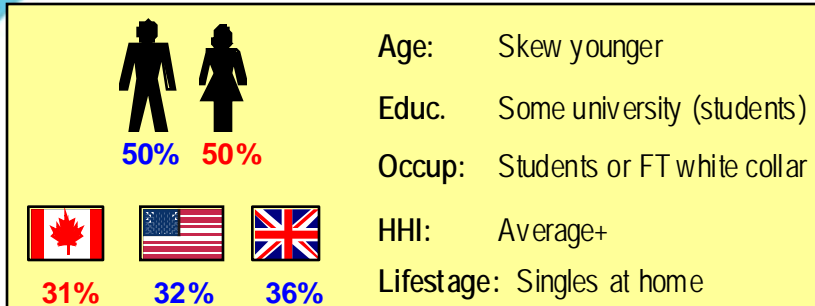 50% 50%
31% 32% 36%
Age: Skew younger
Educ. Some university (students)
Occup: Students or FT white collar
HHI: Average+
Lifestage: Singles at home